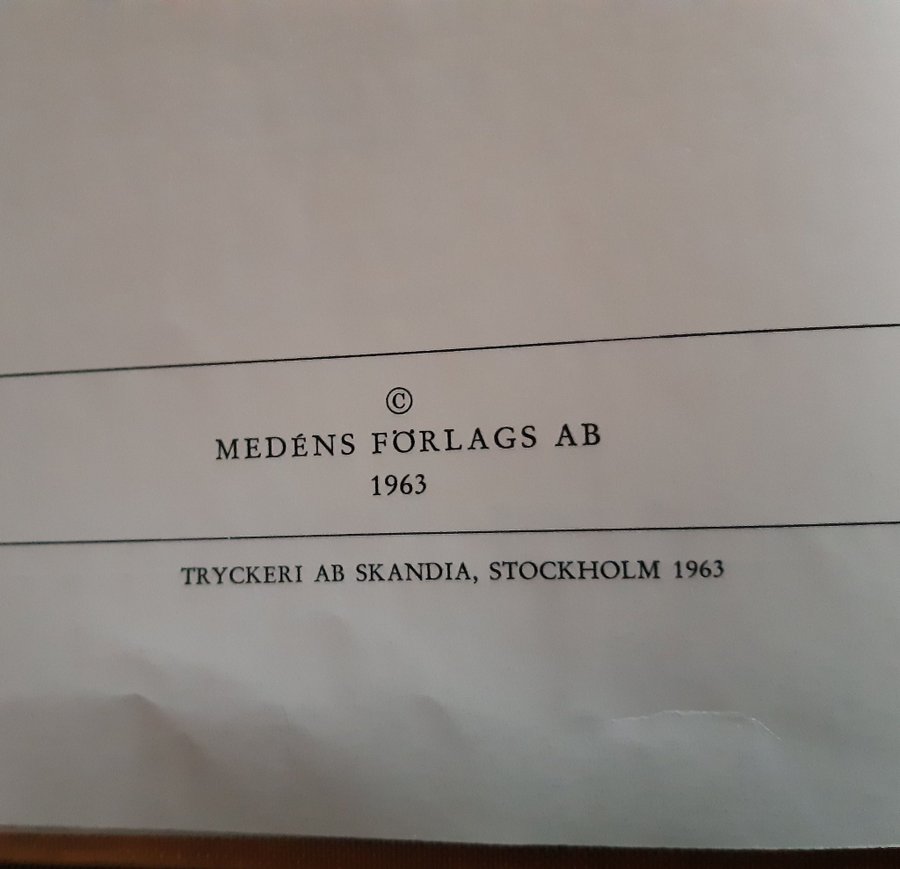 ©
MEDÉNS FÖRLAGS AB
1963
TRYCKERI AB SKANDIA, STOCKHOLM 1963